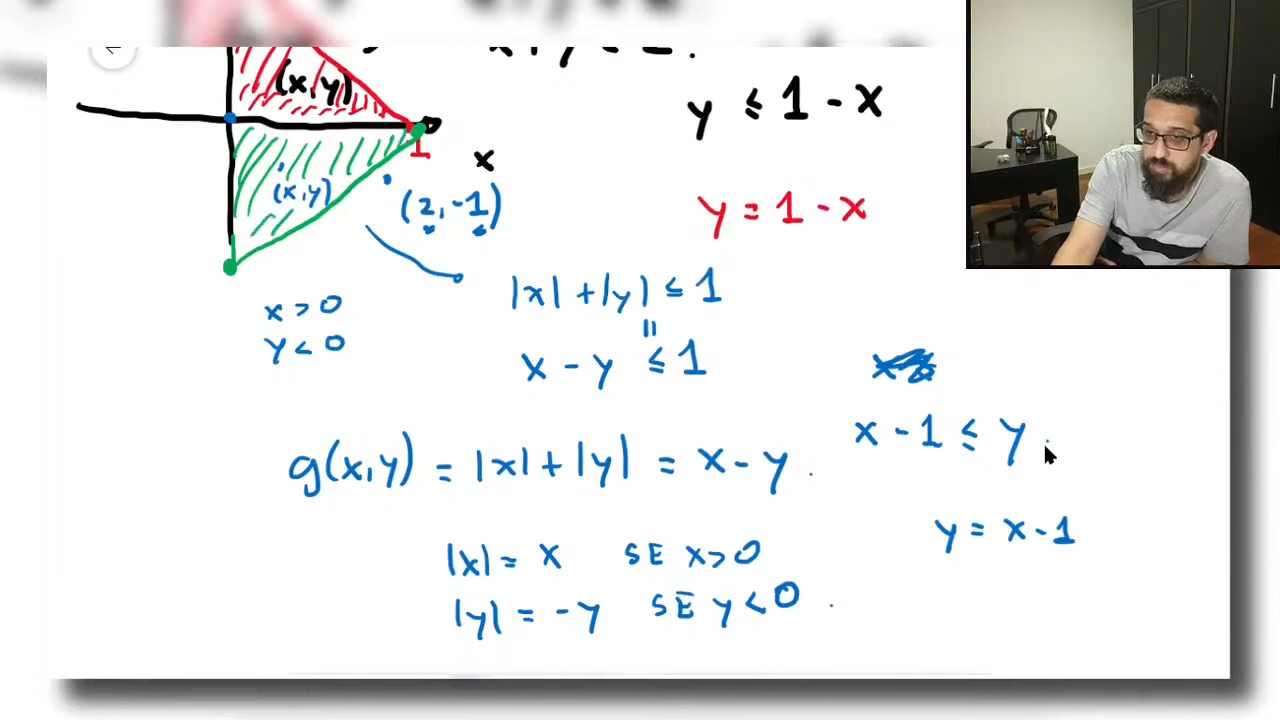 (x,y)
y ≤ 1 - x
1
x
(x,y)
(2,-1)
y = 1 - x
x > 0
y < 0
|x| + |y| ≤ 1
x - y ≤ 1
x - 1 ≤ y
g(x,y) = |x| + |y| = x - y .
y = x - 1
|x| = x SE x > 0
|y| = -y SE y < 0 .